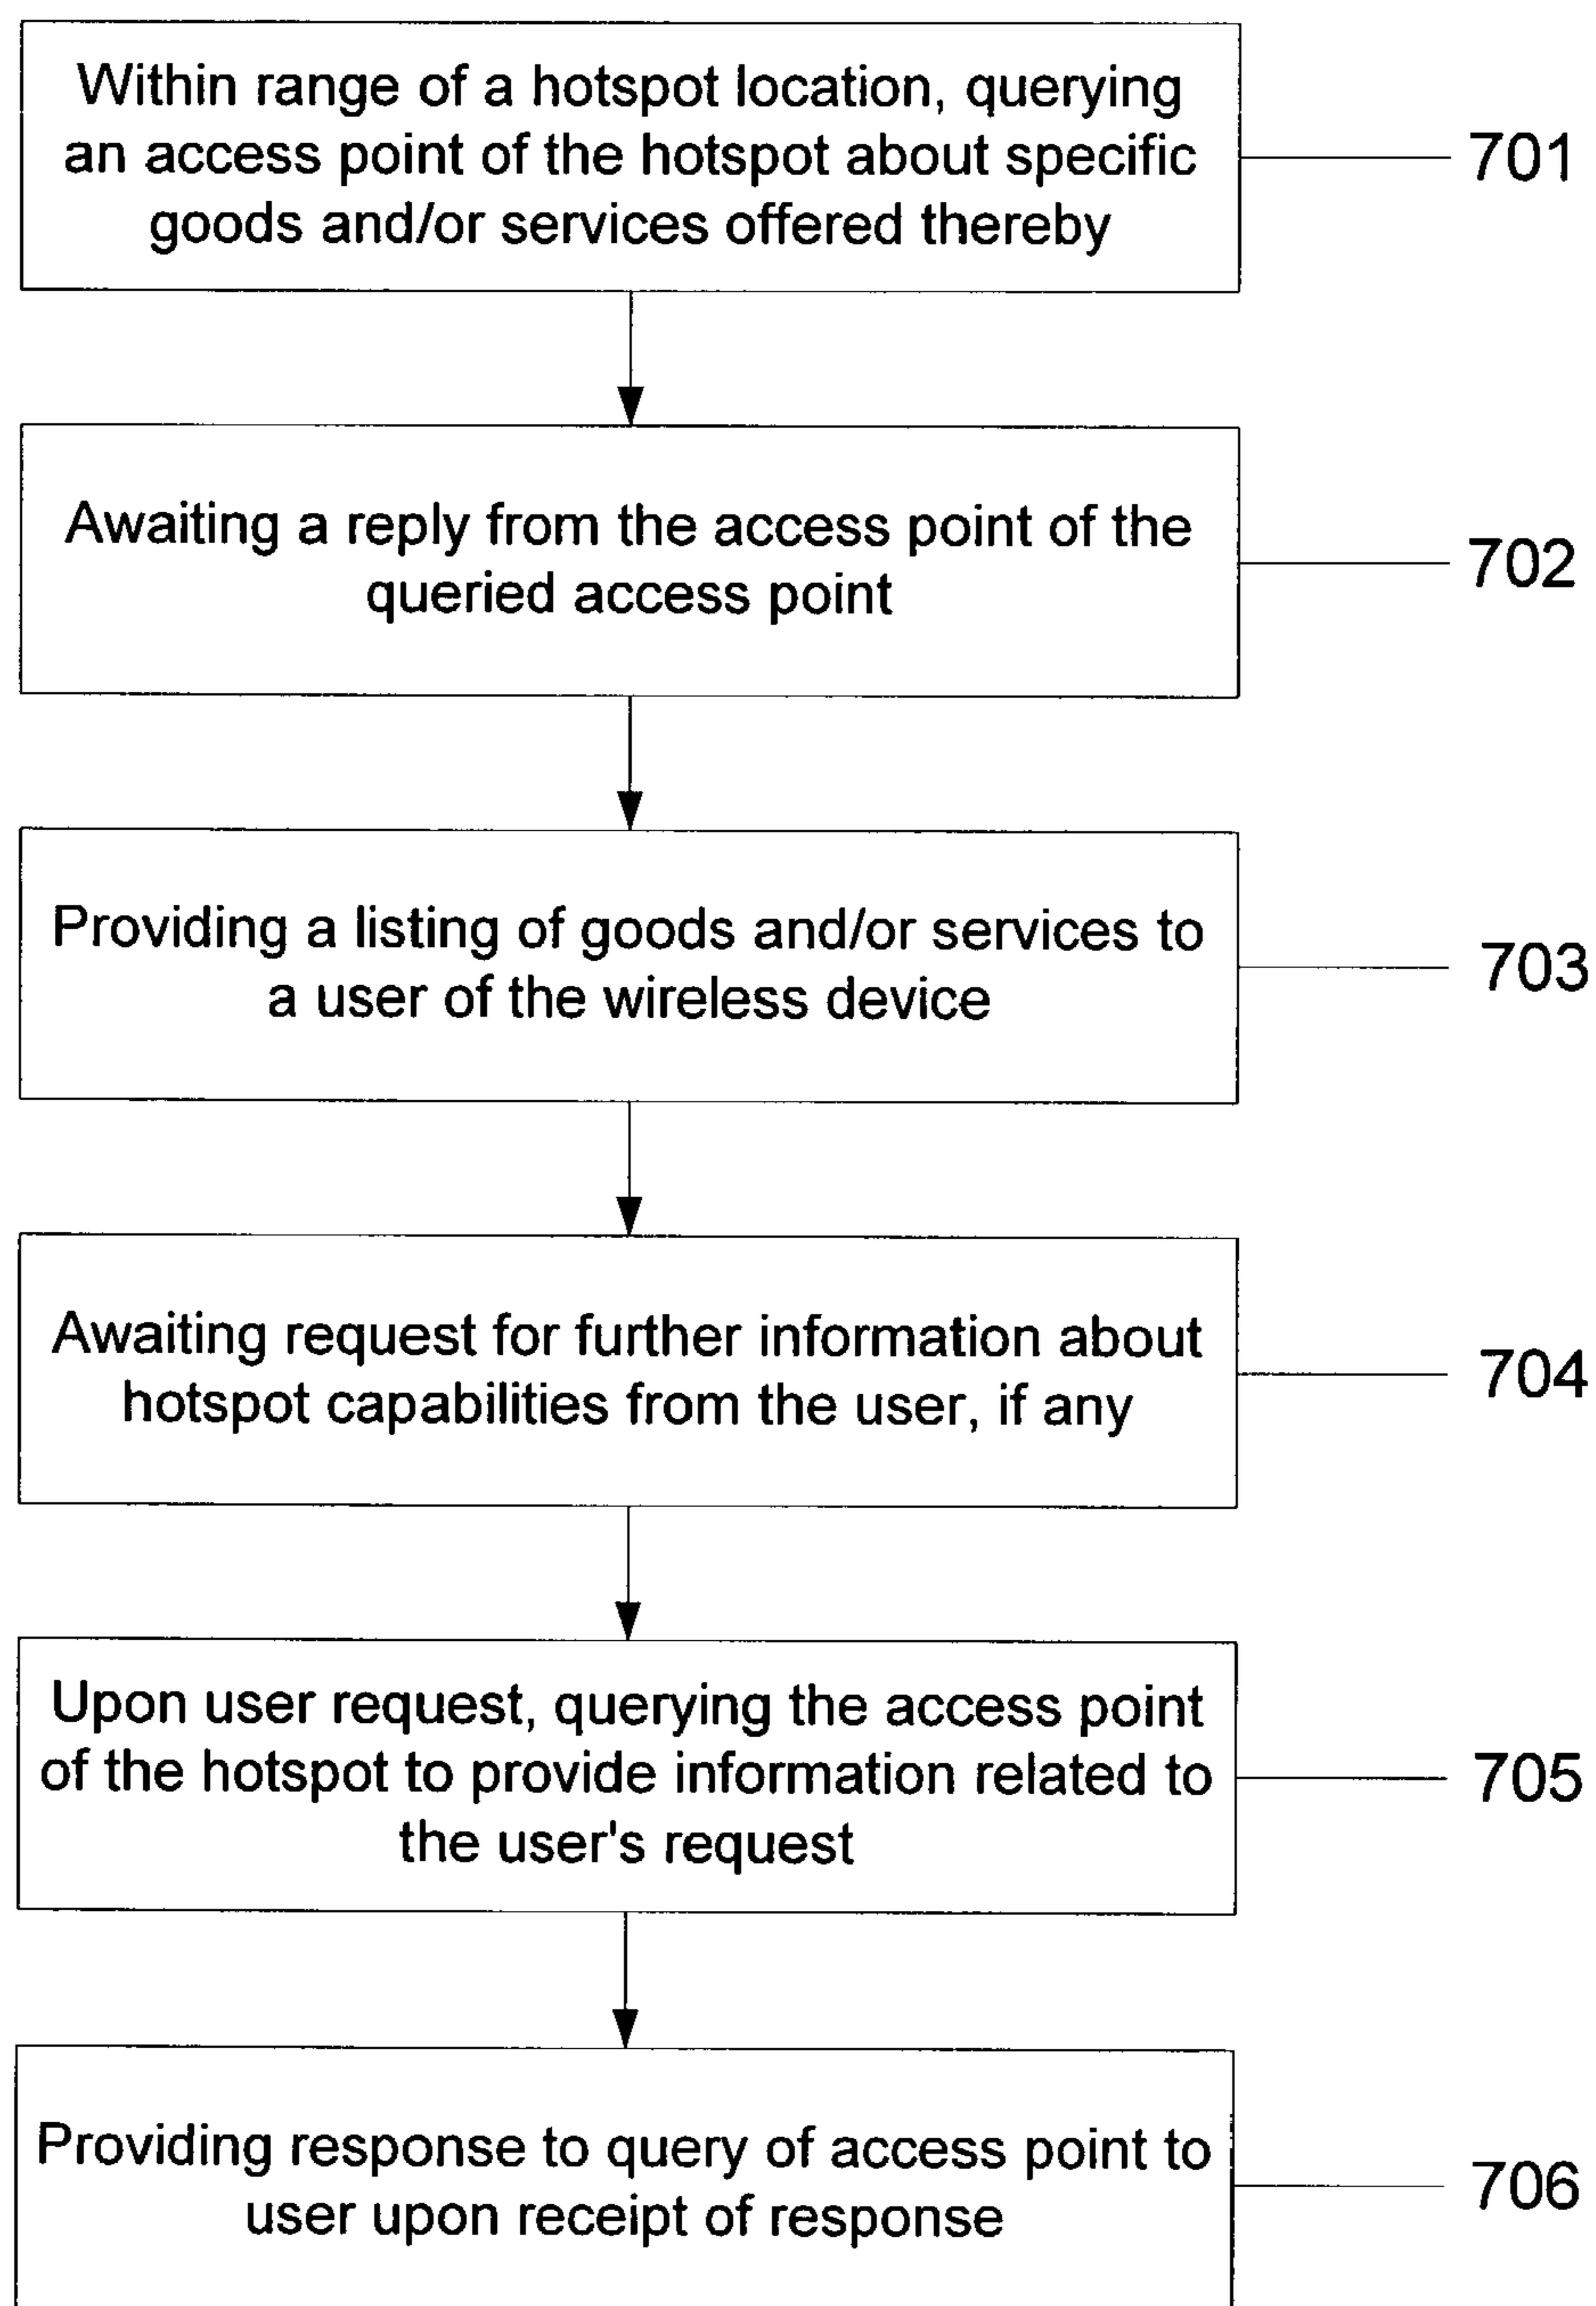 Within range of a hotspot location, querying
an access point of the hotspot about specific
goods and/or services offered thereby
701
Awaiting a reply from the access point of the
queried access point
702
Providing a listing of goods and/or services to
a user of the wireless device
703
Awaiting request for further information about
hotspot capabilities from the user, if any
704
Upon user request, querying the access point
of the hotspot to provide information related to
the user's request
705
Providing response to query of access point to
user upon receipt of response
706